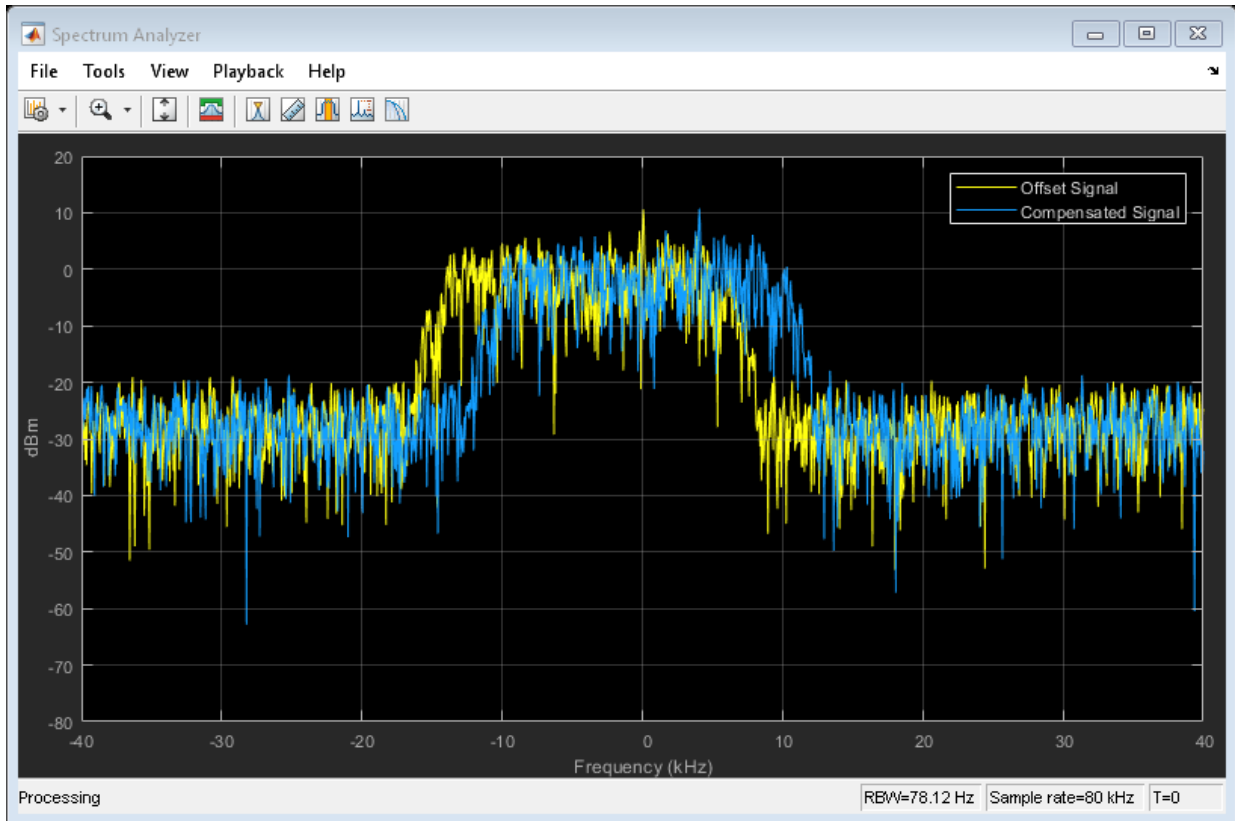 Spectrum Analyzer
File Tools View Playback Help
20
10
0
-10
-20
-30
-40
-50
-60
-70
-80
dBm
Offset Signal
Compensated Signal
-40 -30 -20 -10 0 10 20 30 40
Frequency (kHz)
Processing RBW=78.12 Hz Sample rate=80 kHz T=0